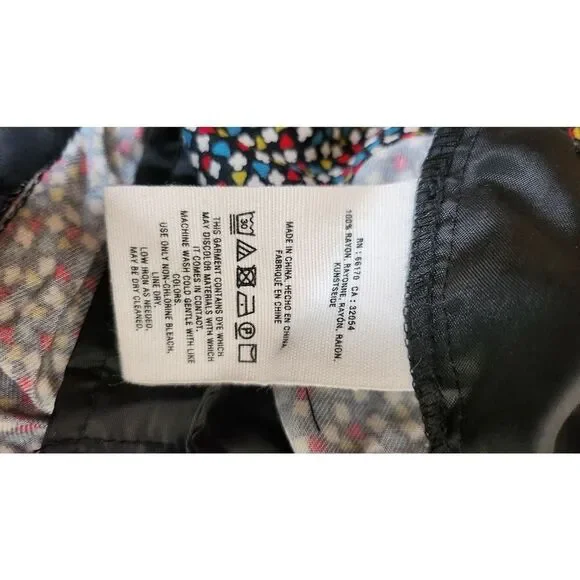 RN : 66170 CA : 32054
100% RAYON, RAYONNE, RAYÓN, RAION,
KUNSTSEIDE
MADE IN CHINA, HECHO EN CHINA,
FABRIQUÉ EN CHINE
30
P
THIS GARMENT CONTAINS DYE WHICH
MAY DISCOLOR MATERIALS WITH WHICH
IT COMES IN CONTACT.
MACHINE WASH COLD GENTLE WITH LIKE
COLORS.
USE ONLY NON-CHLORINE BLEACH.
LINE DRY.
LOW IRON AS NEEDED.
MAY BE DRY CLEANED.